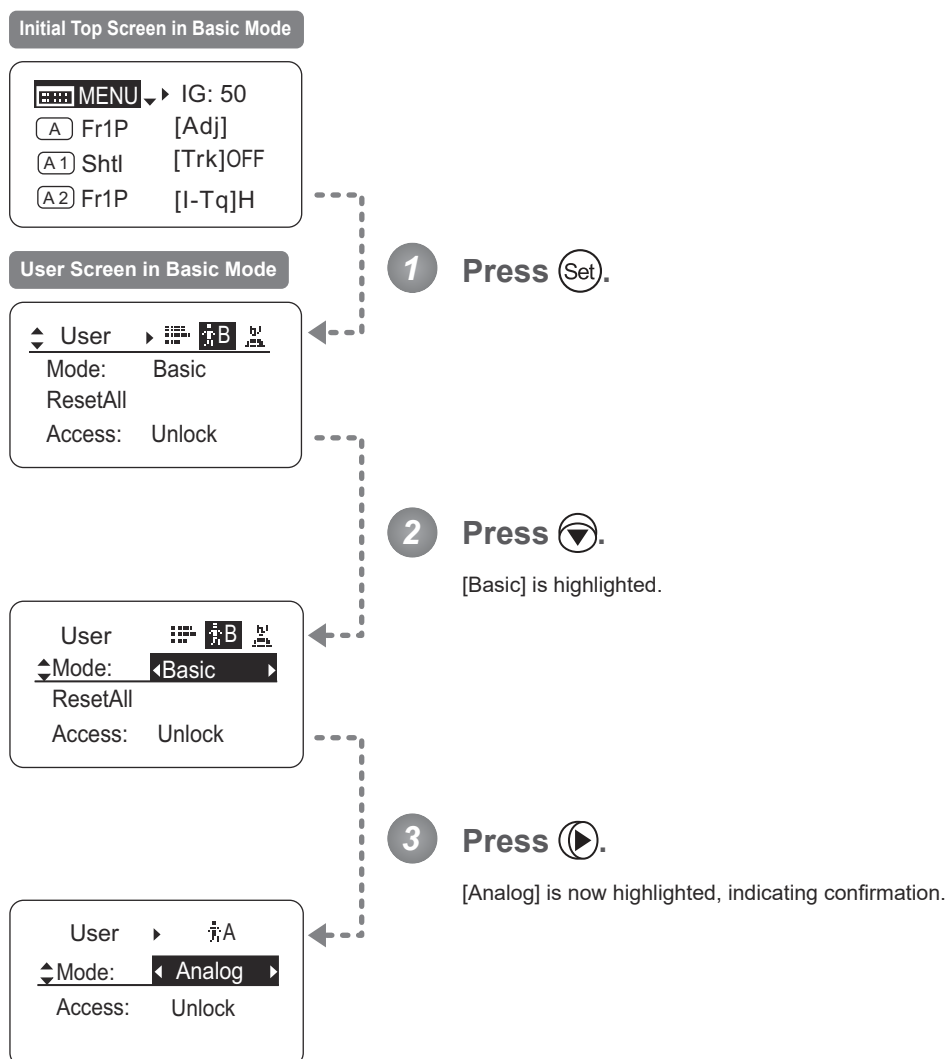 Initial Top Screen in Basic Mode
MENU IG: 50
A Fr1P [Adj]
A1 Shtl [Trk]OFF
A2 Fr1P [I-Tq]H
1 Press Set.
User Screen in Basic Mode
User B
Mode: Basic
ResetAll
Access: Unlock
2 Press .
[Basic] is highlighted.
User B
Mode: Basic
ResetAll
Access: Unlock
3 Press .
[Analog] is now highlighted, indicating confirmation.
User A
Mode: Analog
Access: Unlock